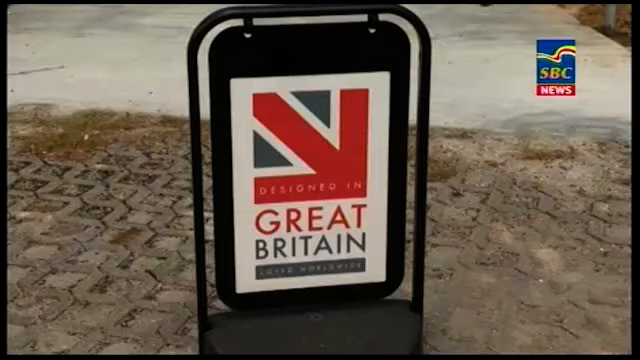 SBC
NEWS
DESIGNED IN
GREAT
BRITAIN
LOVED WORLDWIDE